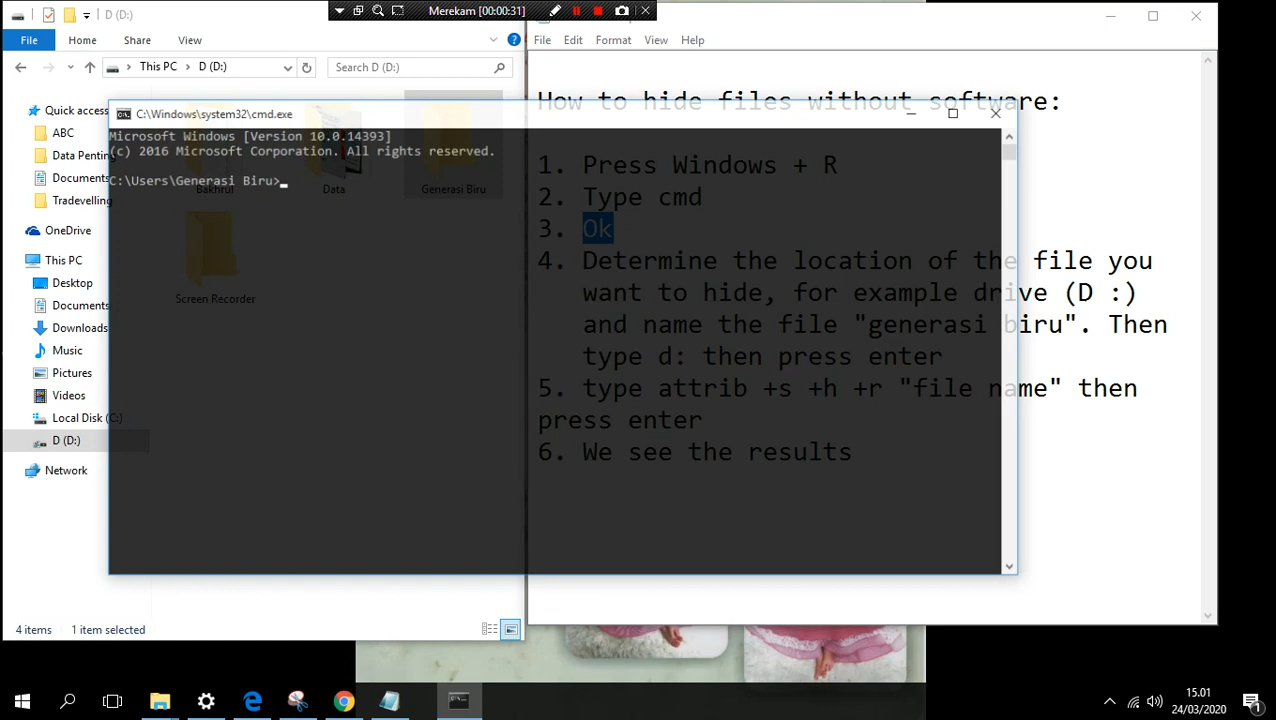 D (D:)
Merekam [00:00:31]
File Home Share View
This PC > D (D:)
Search D (D:)
Quick access
ABC
Data Penting
Documents
Tradevelling
OneDrive
This PC
Desktop
Documents
Downloads
Music
Pictures
Videos
Local Disk (C:)
D (D:)
Network
Bakhrul
Data
Generasi Biru
Screen Recorder
4 items 1 item selected
C:\Windows\system32\cmd.exe
Microsoft Windows [Version 10.0.14393]
(c) 2016 Microsoft Corporation. All rights reserved.
C:\Users\Generasi Biru>
File Edit Format View Help
How to hide files without software:
1. Press Windows + R
2. Type cmd
3. Ok
4. Determine the location of the file you
want to hide, for example drive (D :)
and name the file "generasi biru". Then
type d: then press enter
5. type attrib +s +h +r "file name" then
press enter
6. We see the results
15.01
24/03/2020
1